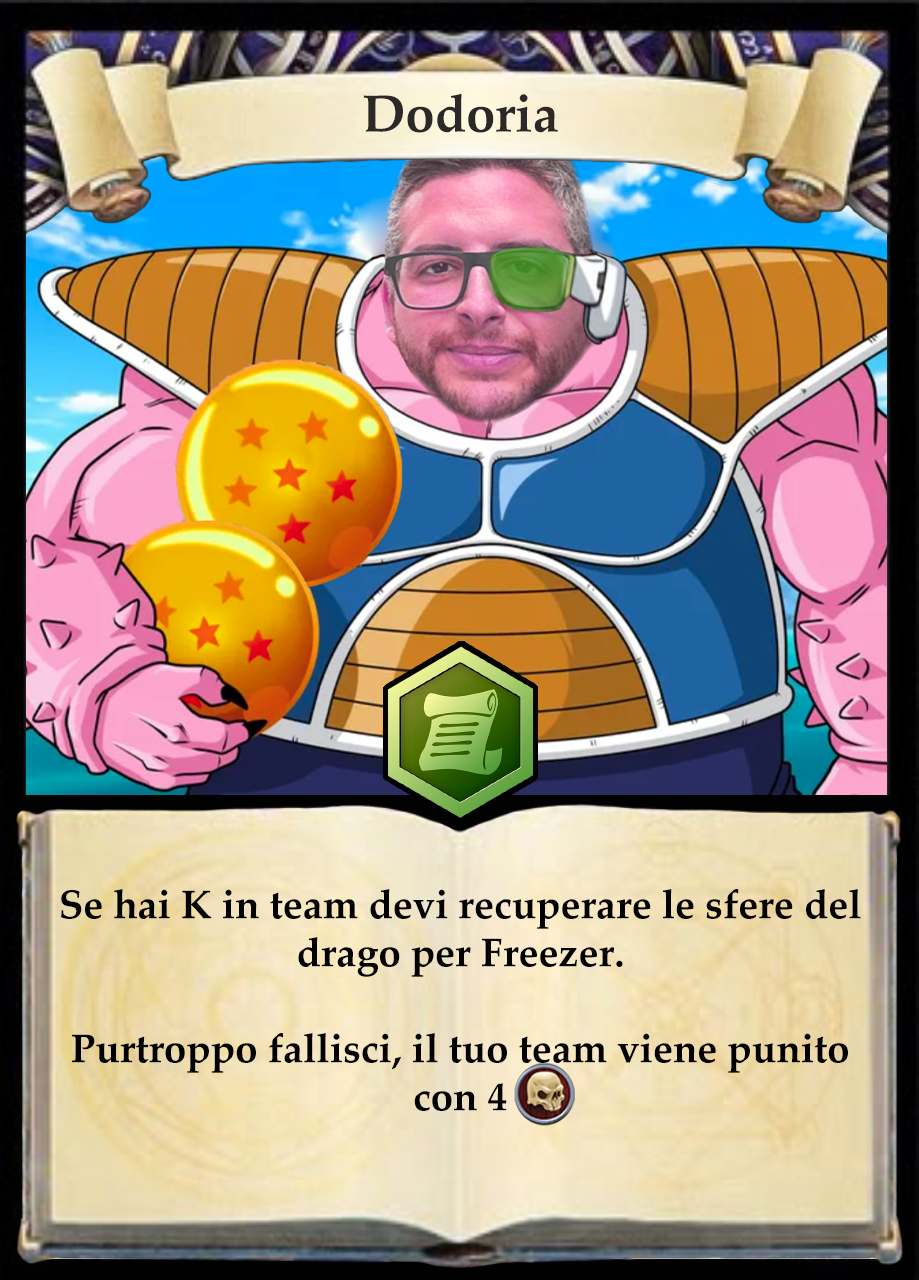 Dodoria
Se hai K in team devi recuperare le sfere del
drago per Freezer.
Purtroppo fallisci, il tuo team viene punito
con 4